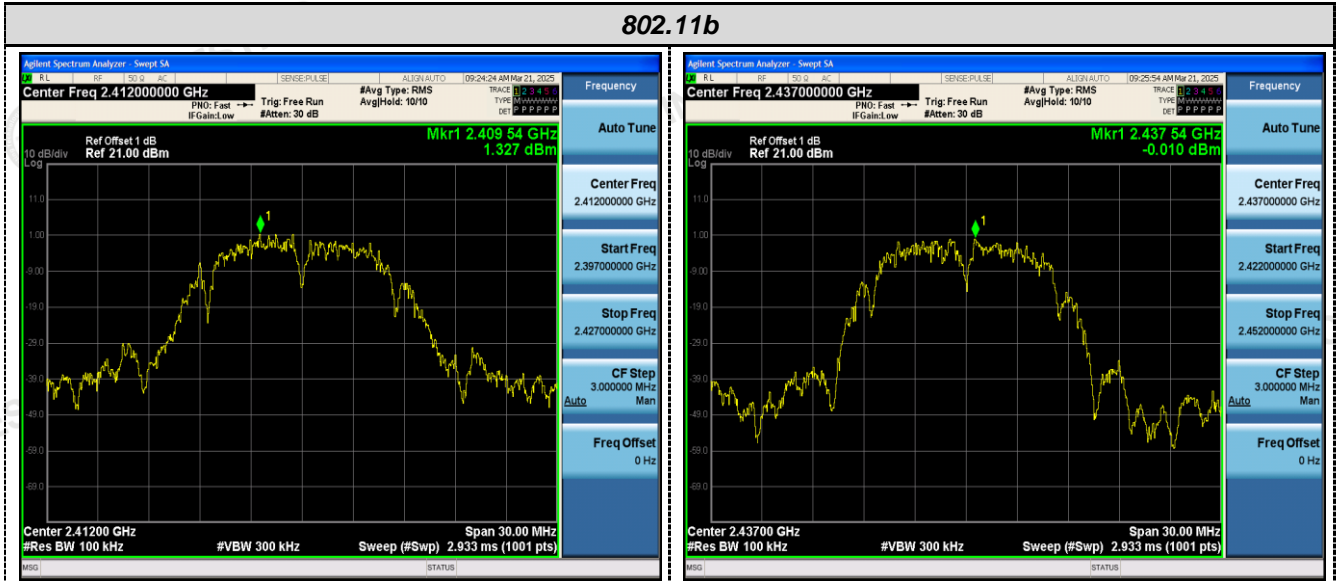 802.11b
Agilent Spectrum Analyzer - Swept SA
RL RF 50 Ω AC SENSE:PULSE ALIGN AUTO 09:24:24 AM Mar 21, 2025
Center Freq 2.412000000 GHz
#Avg Type: RMS
TRACE 1 2 3 4 5 6
PNO: Fast Trig: Free Run Avg|Hold: 10/10
TYPE M
IFGain:Low #Atten: 30 dB
DET P P P P P P
Mkr1 2.409 54 GHz
1.327 dBm
Ref Offset 1 dB
10 dB/div Ref 21.00 dBm
Log
11.0
1
1.00
-9.00
-19.0
-29.0
-39.0
-49.0
-59.0
-69.0
Center 2.41200 GHz Span 30.00 MHz
#Res BW 100 kHz #VBW 300 kHz Sweep (#Swp) 2.933 ms (1001 pts)
MSG STATUS
Frequency
Auto Tune
Center Freq
2.412000000 GHz
Start Freq
2.397000000 GHz
Stop Freq
2.427000000 GHz
CF Step
3.000000 MHz
Auto Man
Freq Offset
0 Hz
Agilent Spectrum Analyzer - Swept SA
RL RF 50 Ω AC SENSE:PULSE ALIGN AUTO 09:25:54 AM Mar 21, 2025
Center Freq 2.437000000 GHz
#Avg Type: RMS
TRACE 1 2 3 4 5 6
PNO: Fast Trig: Free Run Avg|Hold: 10/10
TYPE M
IFGain:Low #Atten: 30 dB
DET P P P P P P
Mkr1 2.437 54 GHz
-0.010 dBm
Ref Offset 1 dB
10 dB/div Ref 21.00 dBm
Log
11.0
1
1.00
-9.00
-19.0
-29.0
-39.0
-49.0
-59.0
-69.0
Center 2.43700 GHz Span 30.00 MHz
#Res BW 100 kHz #VBW 300 kHz Sweep (#Swp) 2.933 ms (1001 pts)
MSG STATUS
Frequency
Auto Tune
Center Freq
2.437000000 GHz
Start Freq
2.422000000 GHz
Stop Freq
2.452000000 GHz
CF Step
3.000000 MHz
Auto Man
Freq Offset
0 Hz